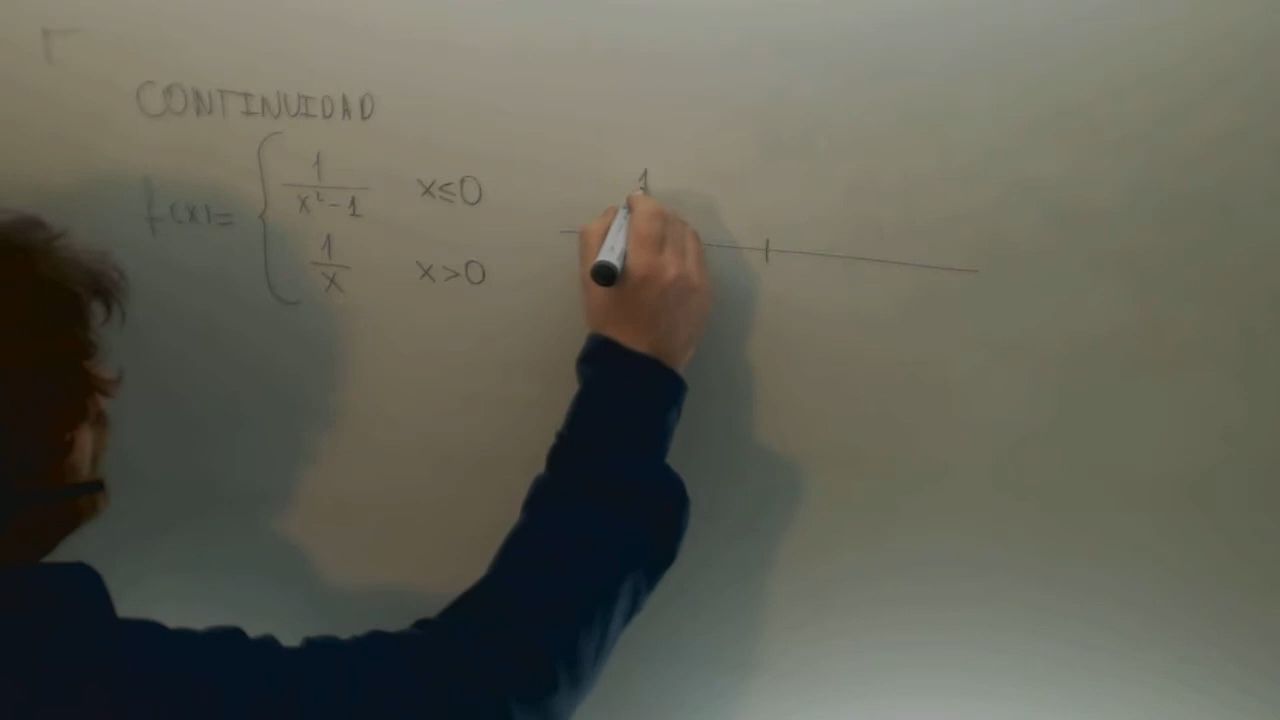 CONTINUIDAD
f(x)= { 1/(x²-1) x≤0
1/x x>0
1